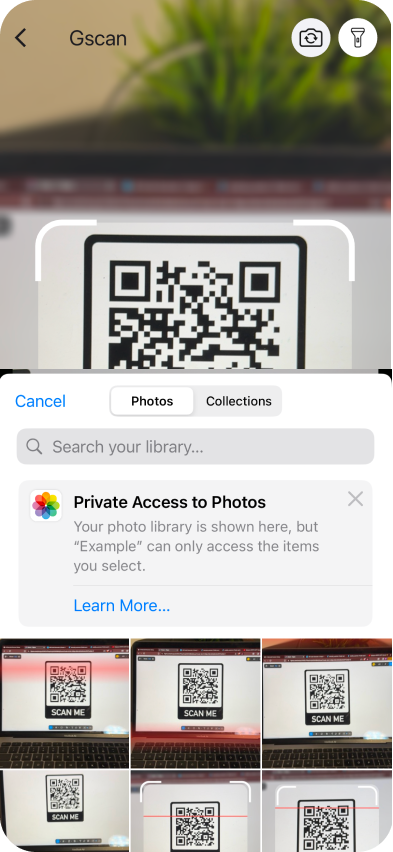 Gscan
Cancel
Photos
Collections
Search your library...
Private Access to Photos
Your photo library is shown here, but
“Example” can only access the items
you select.
Learn More...
SCAN ME
SCAN ME
SCAN ME
SCAN ME